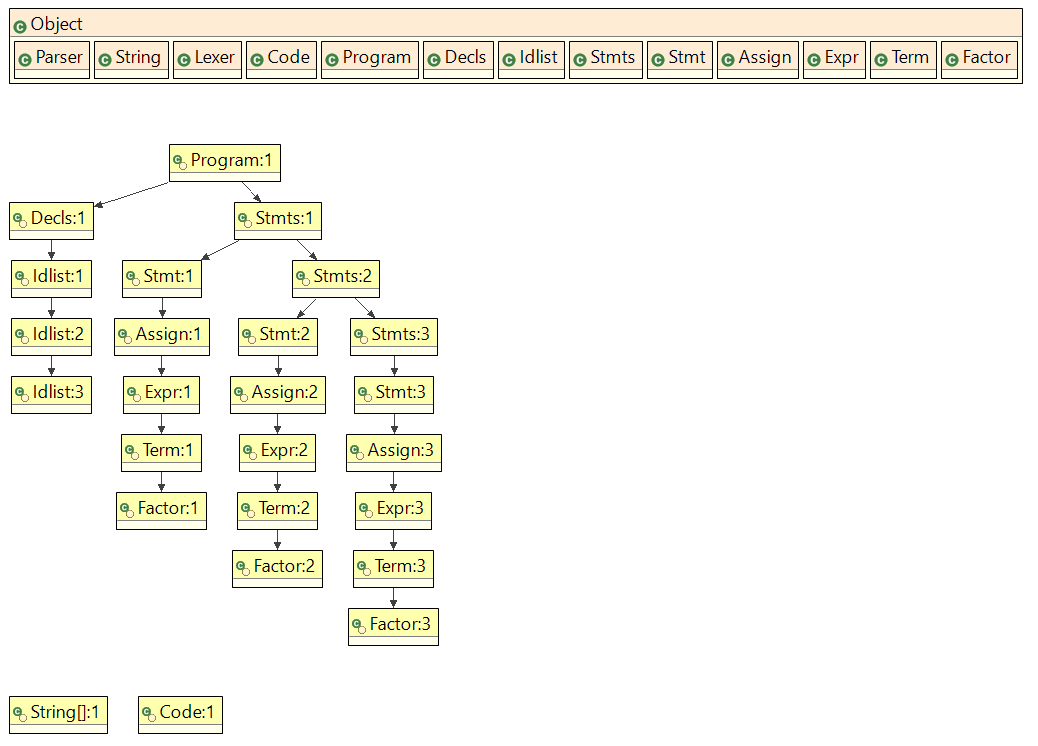 Object
Parser String Lexer Code Program Decls Idlist Stmts Stmt Assign Expr Term Factor
Program:1
Decls:1 Stmts:1
Idlist:1 Stmt:1 Stmts:2
Idlist:2 Assign:1 Stmt:2 Stmts:3
Idlist:3 Expr:1 Assign:2 Stmt:3
Term:1 Expr:2 Assign:3
Factor:1 Term:2 Expr:3
Factor:2 Term:3
Factor:3
String[]:1 Code:1